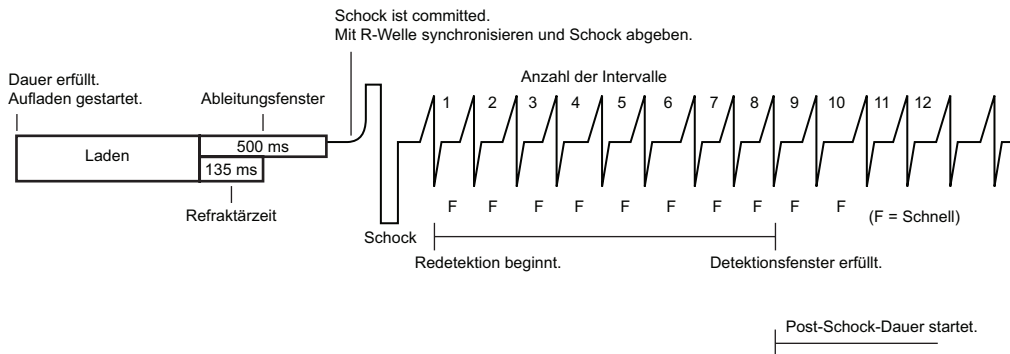 Schock ist committed.
Mit R-Welle synchronisieren und Schock abgeben.
Dauer erfüllt.
Aufladen gestartet.
Ableitungsfenster
Anzahl der Intervalle
1 2 3 4 5 6 7 8 9 10 11 12
Laden
500 ms
135 ms
Refraktärzeit
F F F F F F F F F F
(F = Schnell)
Schock
Redetektion beginnt.
Detektionsfenster erfüllt.
Post-Schock-Dauer startet.